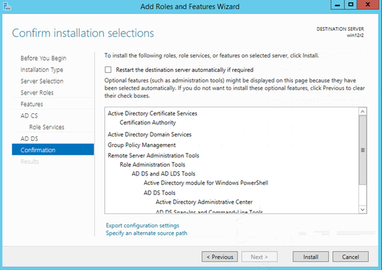 Add Roles and Features Wizard
Confirm installation selections
DESTINATION SERVER
win12r2
Before You Begin
Installation Type
Server Selection
Server Roles
Features
AD CS
Role Services
AD DS
Confirmation
Results
To install the following roles, role services, or features on selected server, click Install.
Restart the destination server automatically if required
Optional features (such as administration tools) might be displayed on this page because they have
been selected automatically. If you do not want to install these optional features, click Previous to clear
their check boxes.
Active Directory Certificate Services
Certification Authority
Active Directory Domain Services
Group Policy Management
Remote Server Administration Tools
Role Administration Tools
AD DS and AD LDS Tools
Active Directory module for Windows PowerShell
AD DS Tools
Active Directory Administrative Center
AD DS Snap-Ins and Command-Line Tools
Export configuration settings
Specify an alternate source path
< Previous
Next >
Install
Cancel